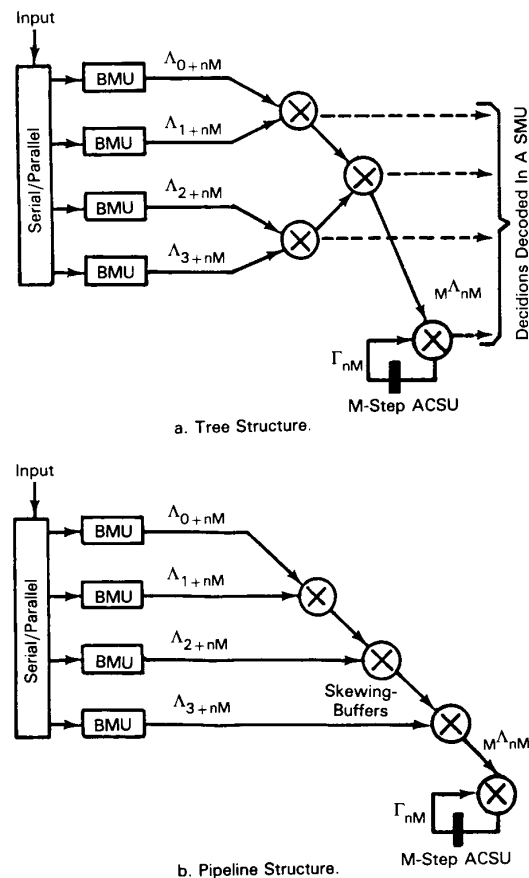 Input
Serial/Parallel
BMU
Λ0+nM
BMU
Λ1+nM
BMU
Λ2+nM
BMU
Λ3+nM
MΛnM
ΓnM
M-Step ACSU
Decidions Decoded In A SMU
a. Tree Structure.
Input
Serial/Parallel
BMU
Λ0+nM
BMU
Λ1+nM
BMU
Λ2+nM
BMU
Λ3+nM
Skewing-
Buffers
MΛnM
ΓnM
M-Step ACSU
b. Pipeline Structure.